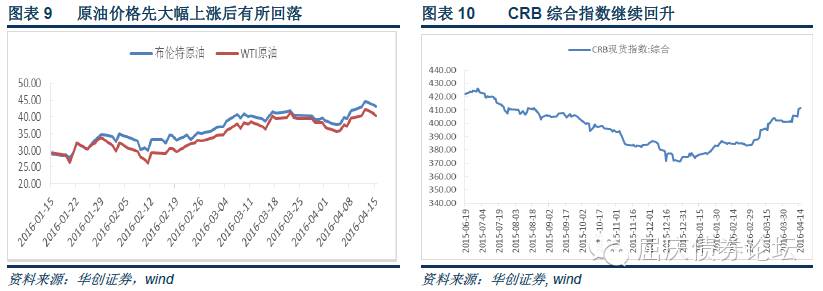 图表 9 原油价格先大幅上涨后有所回落
布伦特原油 WTI原油
50.00
45.00
40.00
35.00
30.00
25.00
20.00
2016-01-15 2016-01-22 2016-01-29 2016-02-05 2016-02-12 2016-02-19 2016-02-26 2016-03-04 2016-03-11 2016-03-18 2016-03-25 2016-04-01 2016-04-08 2016-04-15
资料来源：华创证券，wind
图表 10 CRB 综合指数继续回升
CRB现货指数:综合
430.00
420.00
410.00
400.00
390.00
380.00
370.00
360.00
350.00
340.00
2015-06-19 2015-07-04 2015-07-19 2015-08-03 2015-08-18 2015-09-02 2015-09-17 2015-10-02 2015-10-17 2015-11-01 2015-11-16 2015-12-01 2015-12-16 2015-12-31 2016-01-15 2016-01-30 2016-02-14 2016-02-29 2016-03-15 2016-03-30 2016-04-14
屈庆债券论坛
资料来源：华创证券, wind